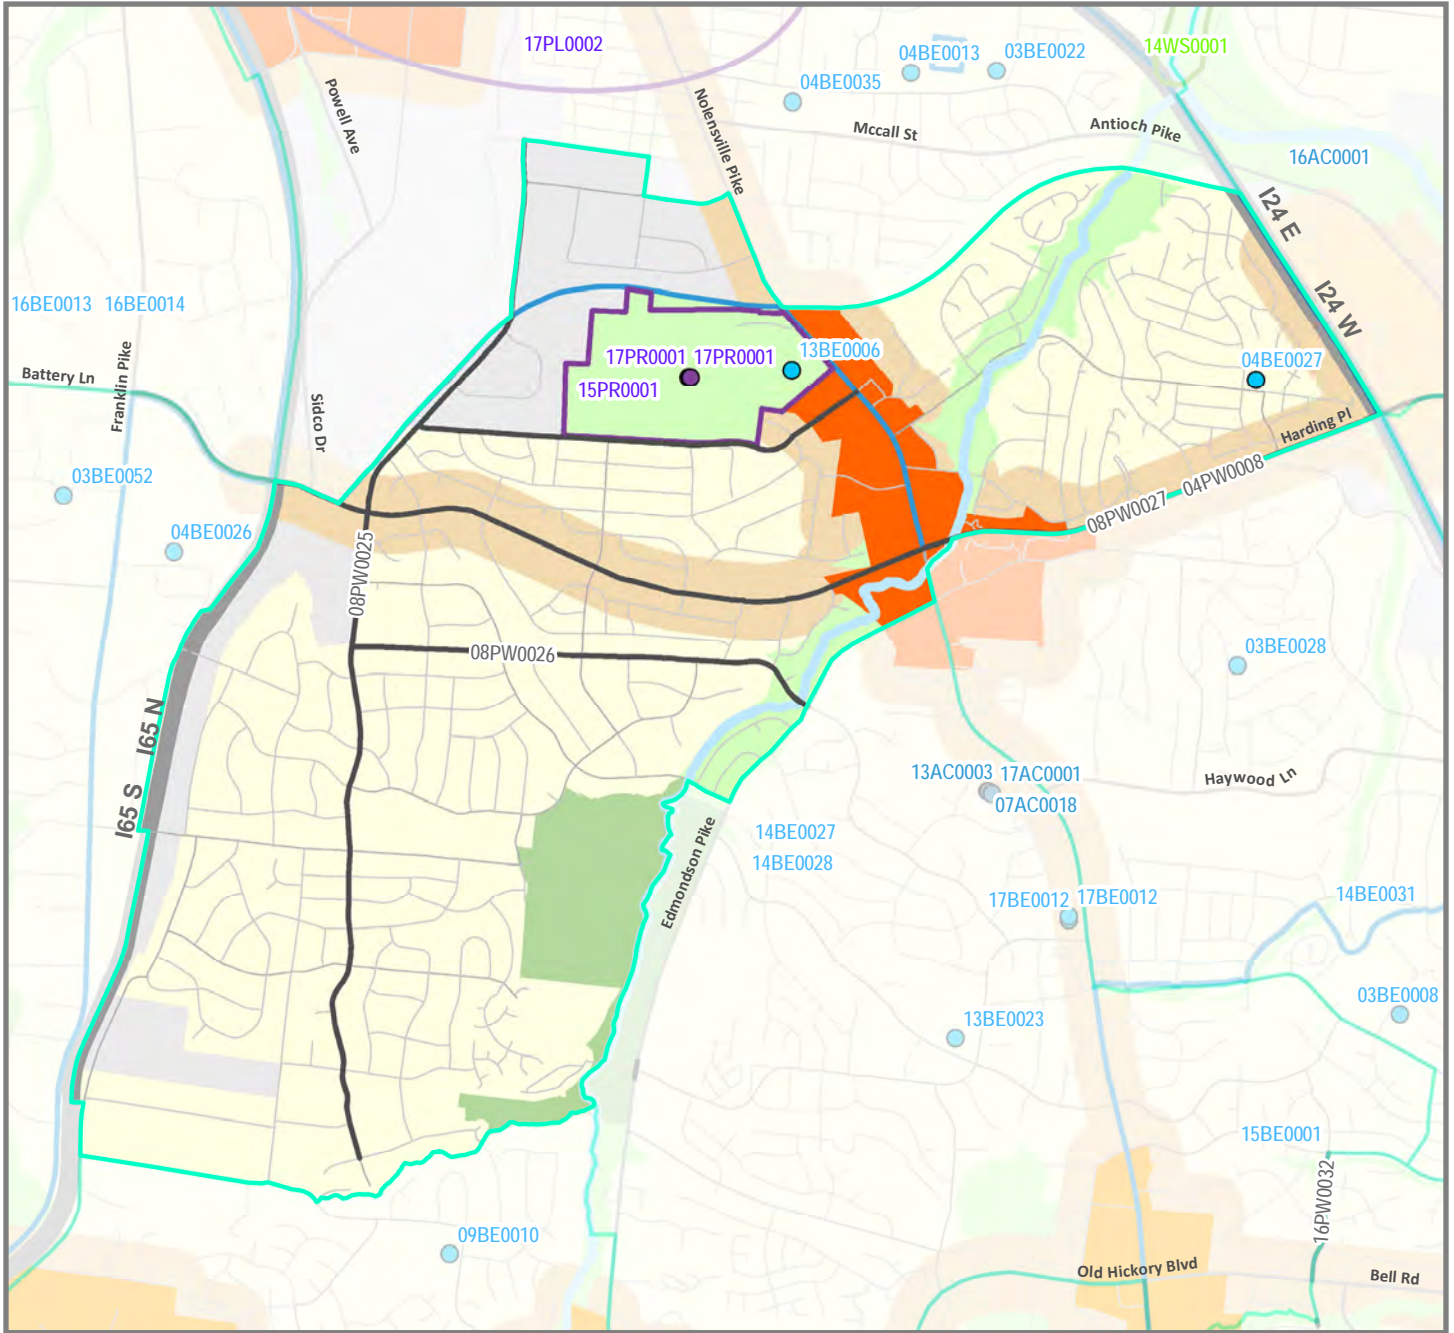 17PL0002
04BE0013
03BE0022
14WS0001
04BE0035
Powell Ave
Nolensville Pike
Mccall St
Antioch Pike
16AC0001
I24 E
I24 W
16BE0013
16BE0014
Franklin Pike
Battery Ln
Sidco Dr
17PR0001
17PR0001
15PR0001
13BE0006
04BE0027
Harding Pl
04PW0008
08PW0027
03BE0052
04BE0026
08PW0025
08PW0026
03BE0028
I65 N
I65 S
13AC0003
17AC0001
07AC0018
Haywood Ln
14BE0027
14BE0028
Edmondson Pike
17BE0012
17BE0012
14BE0031
03BE0008
13BE0023
15BE0001
16PW0032
09BE0010
Old Hickory Blvd
Bell Rd